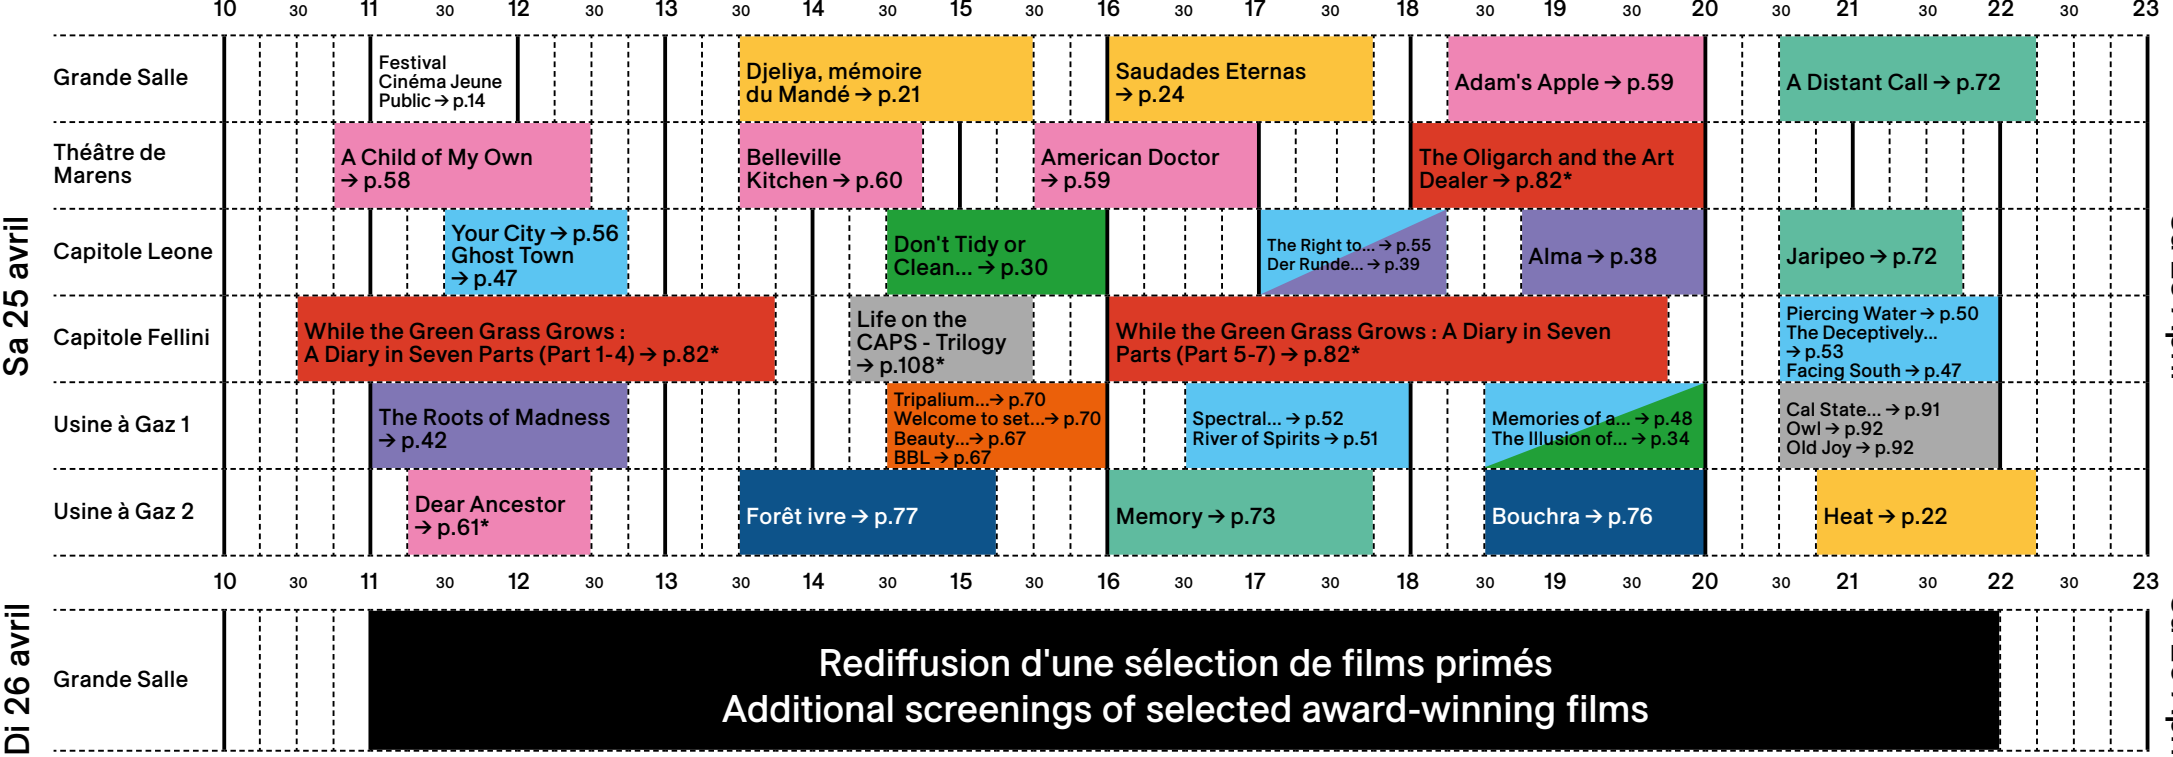 10 30 11 30 12 30 13 30 14 30 15 30 16 30 17 30 18 30 19 30 20 30 21 30 22 30 23
Sa 25 avril
Grande Salle
Festival
Cinéma Jeune
Public → p.14
Djeliya, mémoire
du Mandé → p.21
Saudades Eternas
→ p.24
Adam's Apple → p.59
A Distant Call → p.72
Théâtre de
Marens
A Child of My Own
→ p.58
Belleville
Kitchen → p.60
American Doctor
→ p.59
The Oligarch and the Art
Dealer → p.82*
Capitole Leone
Your City → p.56
Ghost Town
→ p.47
Don't Tidy or
Clean... → p.30
The Right to... → p.55
Der Runde... → p.39
Alma → p.38
Jaripeo → p.72
Capitole Fellini
While the Green Grass Grows :
A Diary in Seven Parts (Part 1-4) → p.82*
Life on the
CAPS - Trilogy
→ p.108*
While the Green Grass Grows : A Diary in Seven
Parts (Part 5-7) → p.82*
Piercing Water → p.50
The Deceptively...
→ p.53
Facing South → p.47
Usine à Gaz 1
The Roots of Madness
→ p.42
Tripalium...→ p.70
Welcome to set...→ p.70
Beauty...→ p.67
BBL → p.67
Spectral... → p.52
River of Spirits → p.51
Memories of a... → p.48
The Illusion of... → p.34
Cal State... → p.91
Owl → p.92
Old Joy → p.92
Usine à Gaz 2
Dear Ancestor
→ p.61*
Forêt ivre → p.77
Memory → p.73
Bouchra → p.76
Heat → p.22
10 30 11 30 12 30 13 30 14 30 15 30 16 30 17 30 18 30 19 30 20 30 21 30 22 30 23
Di 26 avril
Grande Salle
Rediffusion d'une sélection de films primés
Additional screenings of selected award-winning films